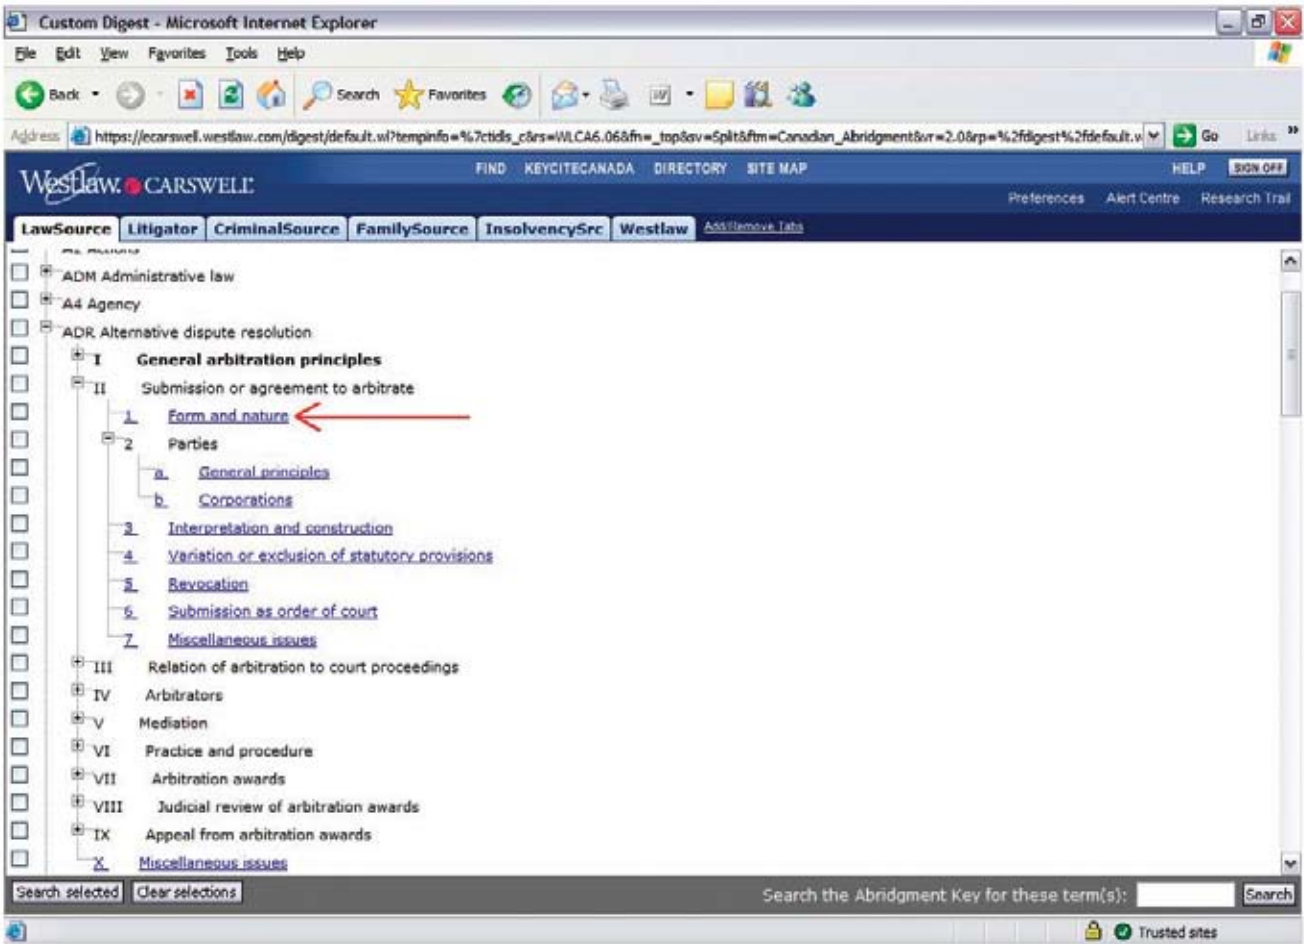 Custom Digest - Microsoft Internet Explorer
File Edit View Favorites Tools Help
Back Search Favorites
Address https://ecarswell.westlaw.com/digest/default.wl?tempinfo=%7ctidls_c&rs=WLCA6.06&fn=_top&sv=Split&ftm=Canadian_Abridgment&vr=2.0&rp=%2fdigest%2fdefault.w Go Links »
FIND KEYCITECANADA DIRECTORY SITE MAP HELP SIGN OFF
Westlaw. CARSWELL
Preferences Alert Centre Research Trail
LawSource Litigator CriminalSource FamilySource InsolvencySrc Westlaw Add/Remove Tabs
Actions
ADM Administrative law
A4 Agency
ADR Alternative dispute resolution
I General arbitration principles
II Submission or agreement to arbitrate
1 Form and nature
2 Parties
a General principles
b Corporations
3 Interpretation and construction
4 Variation or exclusion of statutory provisions
5 Revocation
6 Submission as order of court
7 Miscellaneous issues
III Relation of arbitration to court proceedings
IV Arbitrators
V Mediation
VI Practice and procedure
VII Arbitration awards
VIII Judicial review of arbitration awards
IX Appeal from arbitration awards
X Miscellaneous issues
Search selected Clear selections Search the Abridgment Key for these term(s): Search
Trusted sites